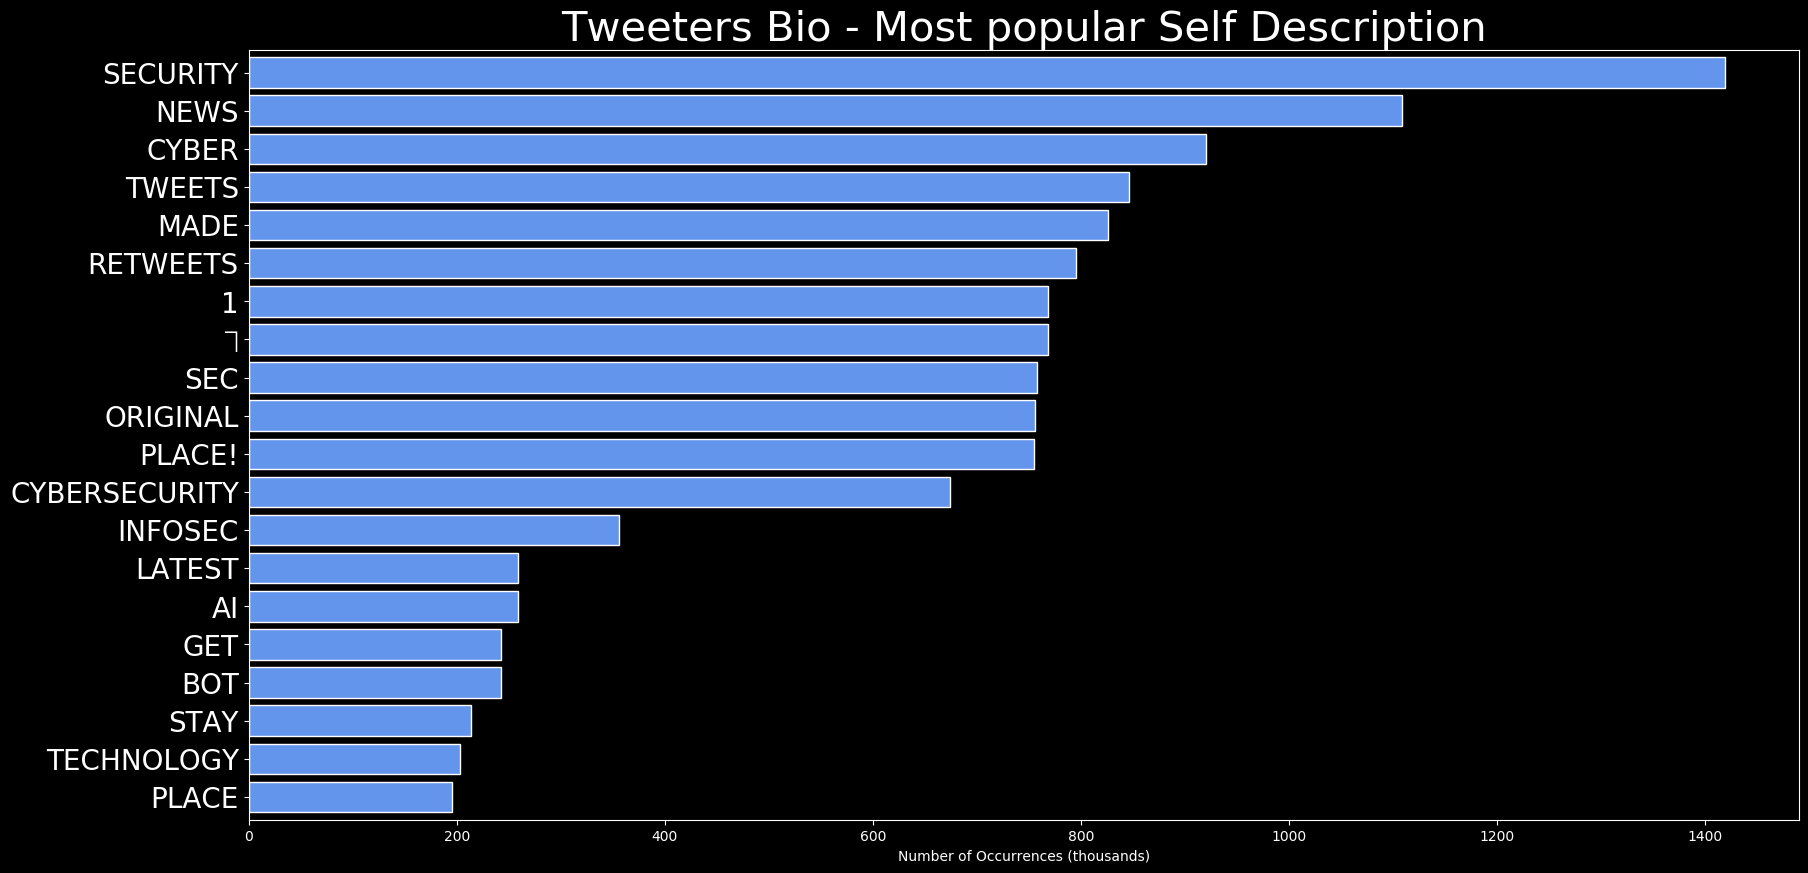 Tweeters Bio - Most popular Self Description
SECURITY
NEWS
CYBER
TWEETS
MADE
RETWEETS
1
SEC
ORIGINAL
PLACE!
CYBERSECURITY
INFOSEC
LATEST
AI
GET
BOT
STAY
TECHNOLOGY
PLACE
0 200 400 600 800 1000 1200 1400
Number of Occurrences (thousands)